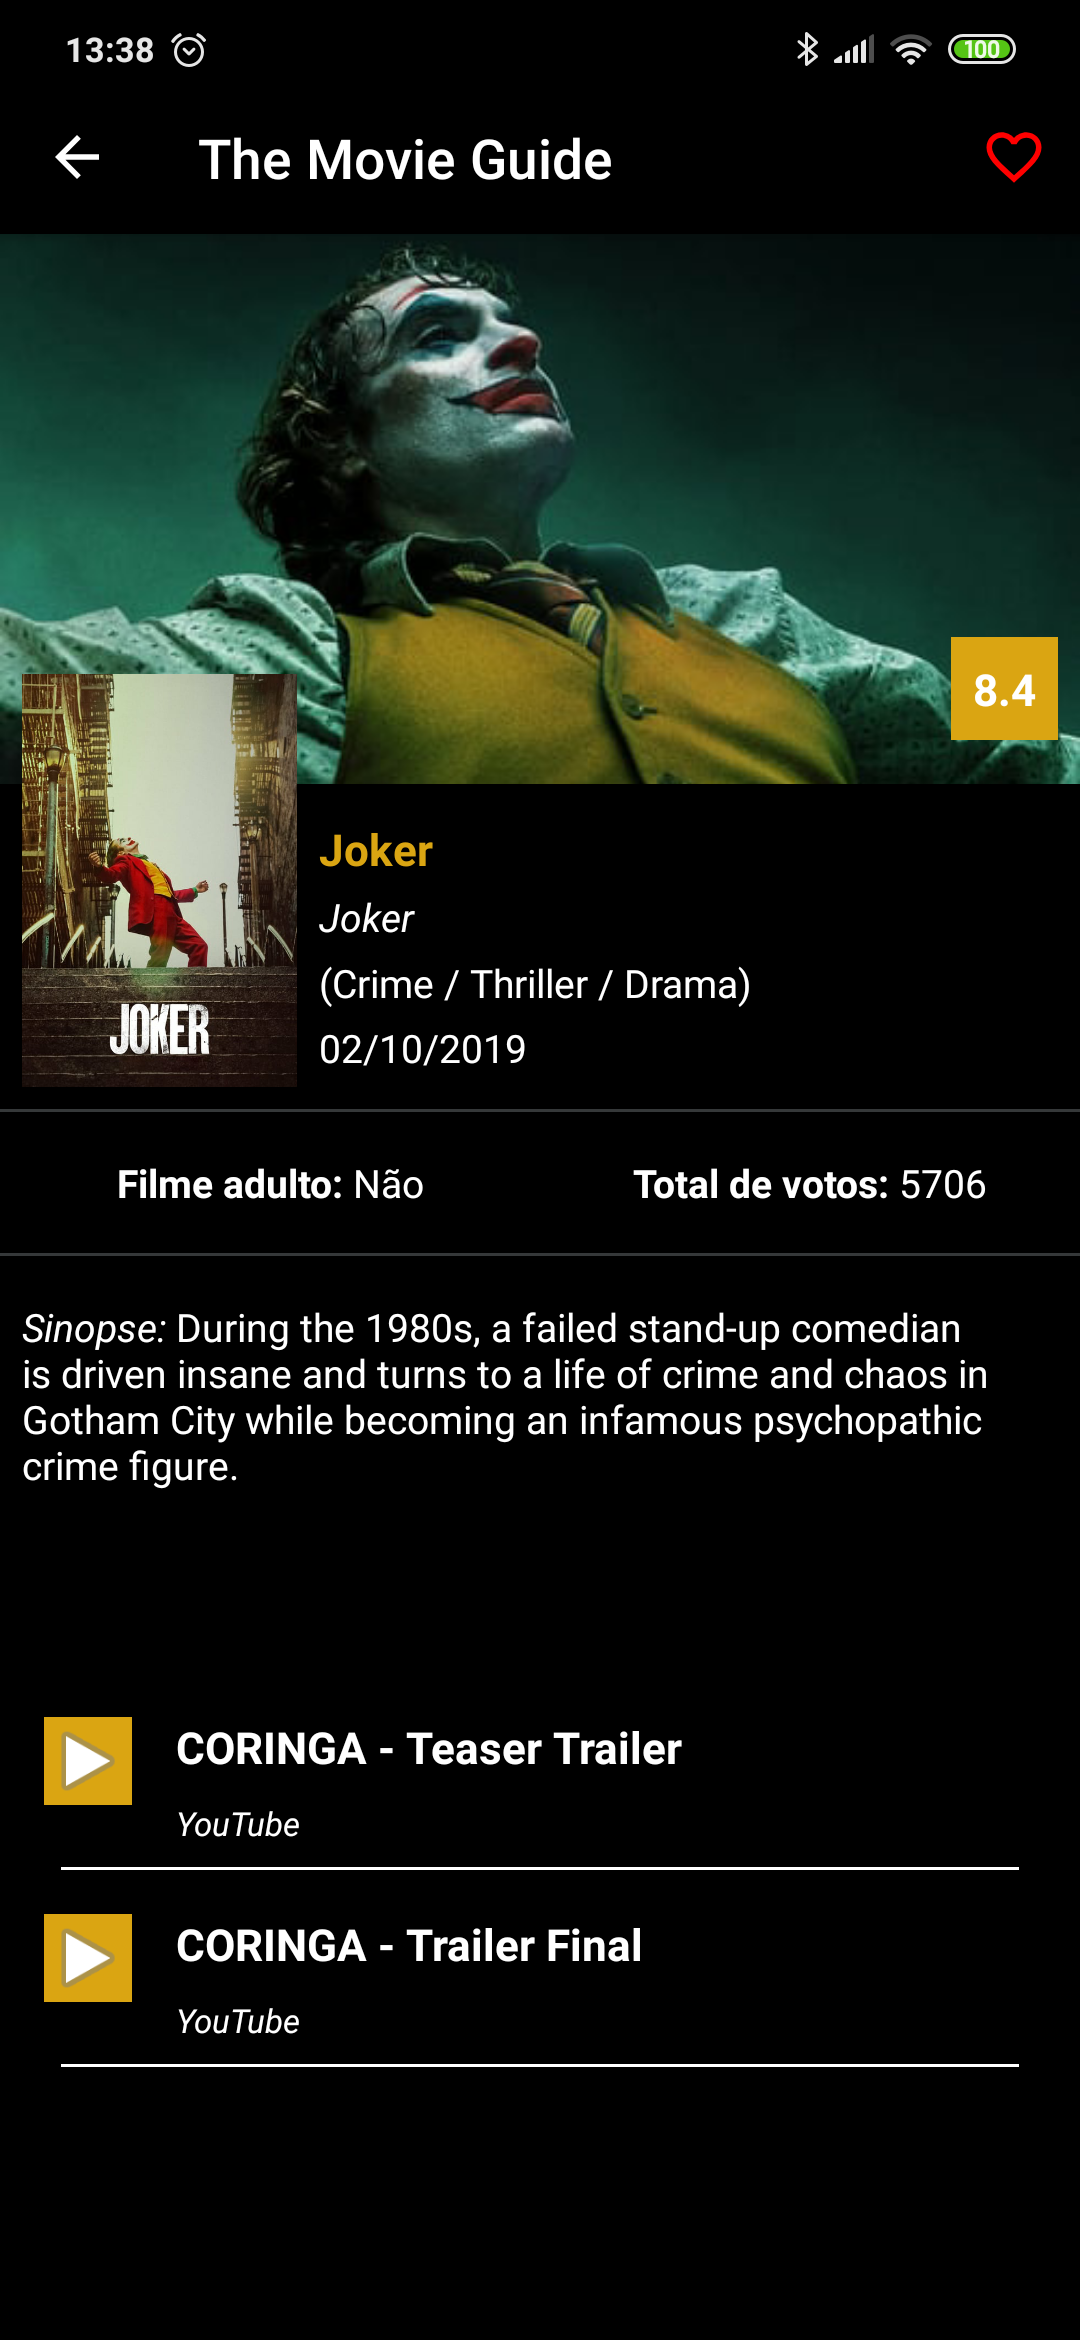 13:38
100
The Movie Guide
8.4
JOKER
Joker
Joker
(Crime / Thriller / Drama)
02/10/2019
Filme adulto: Não
Total de votos: 5706
Sinopse: During the 1980s, a failed stand-up comedian
is driven insane and turns to a life of crime and chaos in
Gotham City while becoming an infamous psychopathic
crime figure.
CORINGA - Teaser Trailer
YouTube
CORINGA - Trailer Final
YouTube